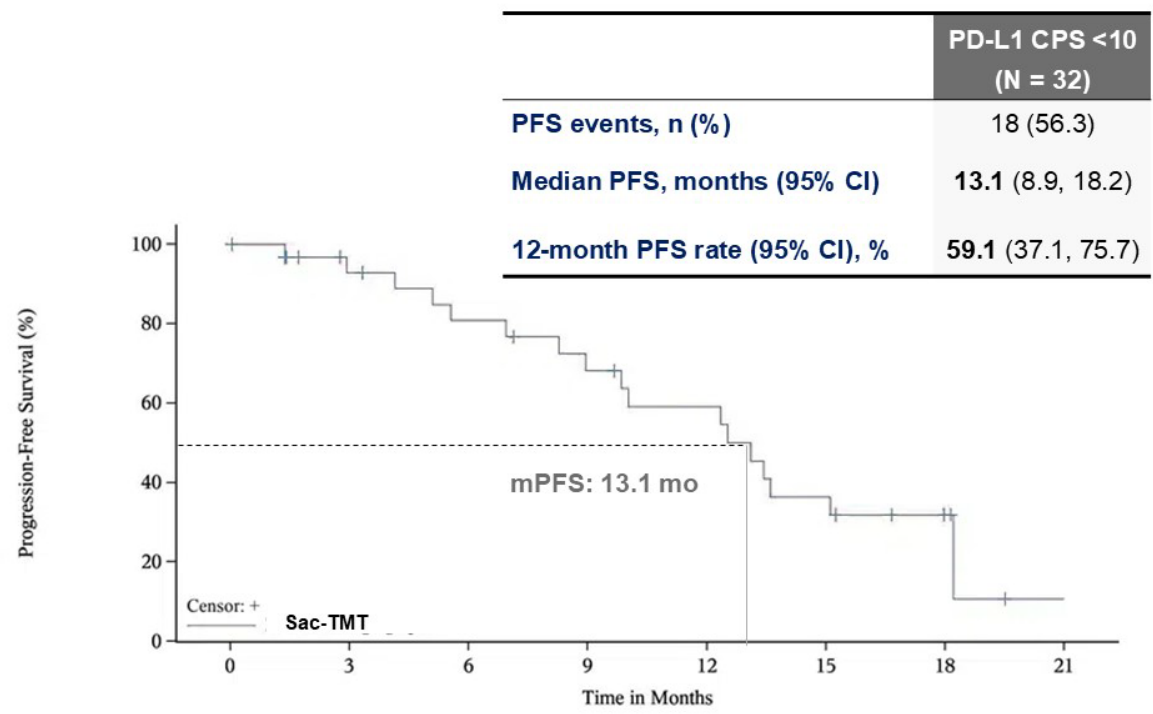 PD-L1 CPS <10
(N = 32)
PFS events, n (%) 18 (56.3)
Median PFS, months (95% CI) 13.1 (8.9, 18.2)
12-month PFS rate (95% CI), % 59.1 (37.1, 75.7)
Progression-Free Survival (%)
100
80
60
40
20
0
mPFS: 13.1 mo
Censor: +
Sac-TMT
0 3 6 9 12 15 18 21
Time in Months